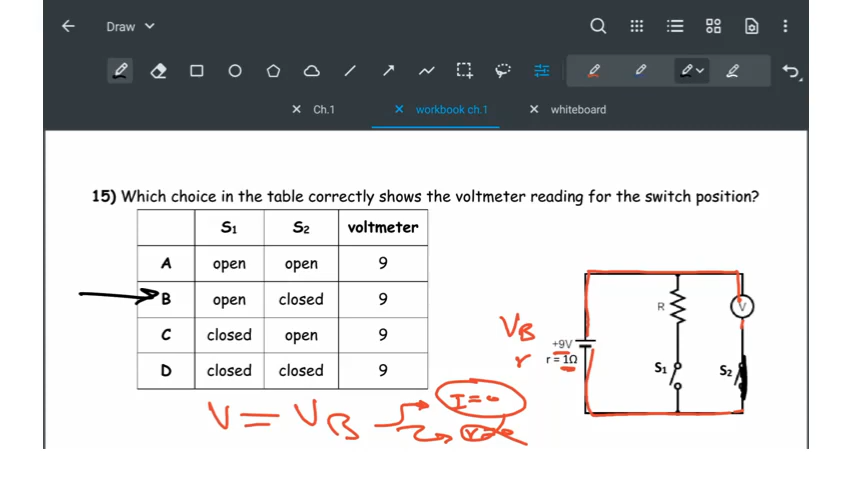 Draw
Ch.1
workbook ch.1
whiteboard
15) Which choice in the table correctly shows the voltmeter reading for the switch position?
S1 S2 voltmeter
A open open 9
B open closed 9
C closed open 9
D closed closed 9
R V
VB +9V
r r = 1Ω
S1 S2
V = VB
I = 0